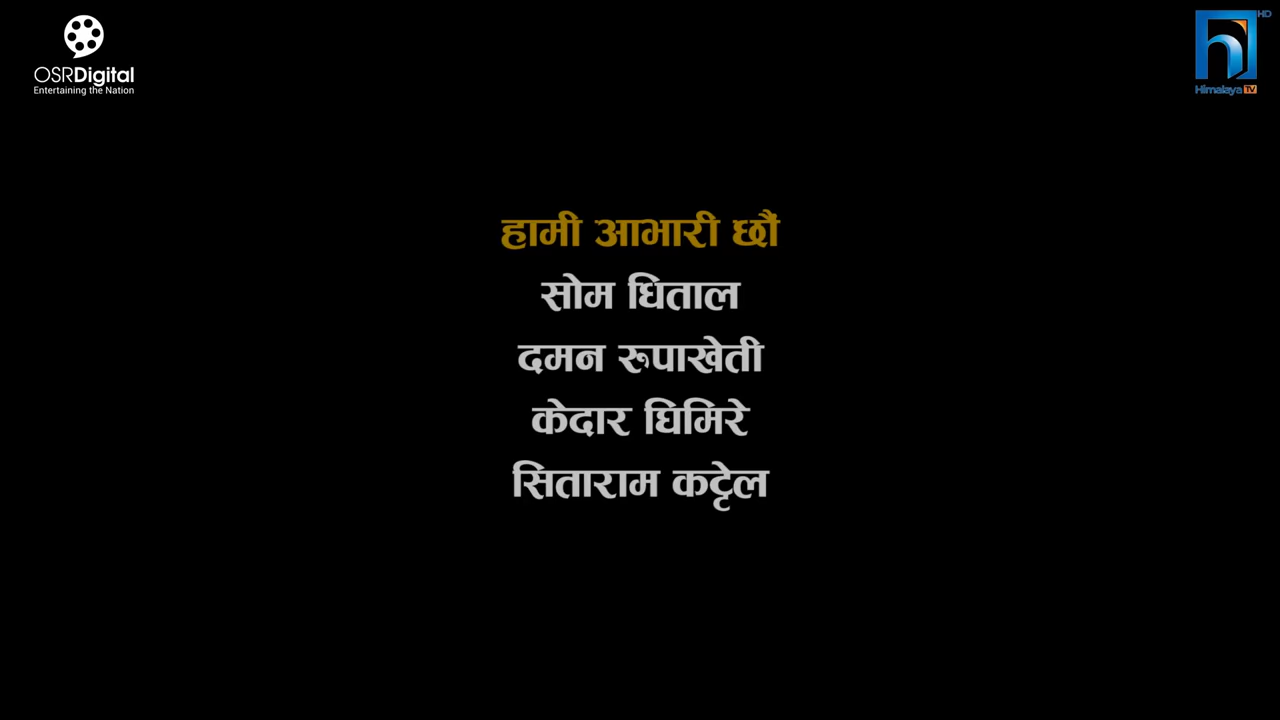 OSRDigital
Entertaining the Nation
HD
Himalaya TV
हामी आभारी छौं
सोम धिताल
दमन रुपाखेती
केदार घिमिरे
सिताराम कट्टेल